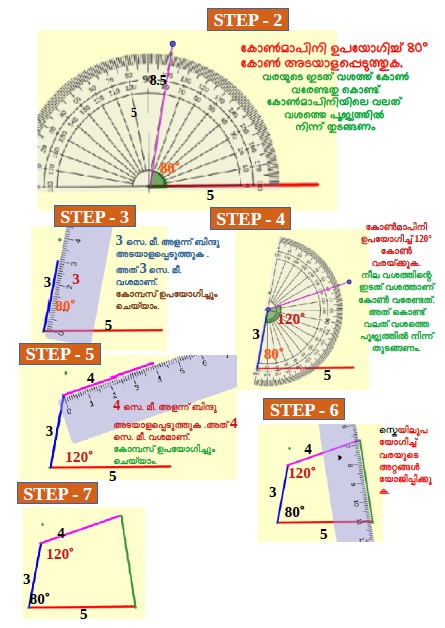 STEP - 2
കോൺമാപിനി ഉപയോഗിച്ച് 80°
കോൺ അടയാളപ്പെടുത്തുക.
വരയുടെ ഇടത് വശത്ത് കോൺ
വരേണ്ടതു കൊണ്ട്
കോൺമാപിനിയിലെ വലത്
വശത്തെ പൂജ്യത്തിൽ
നിന്ന് തുടങ്ങണം
8.5
5
80°
5
STEP - 3
3 സെ. മീ. അളന്ന് ബിന്ദു
അടയാളപ്പെടുത്തുക .
അത് 3 സെ. മീ.
വശമാണ്.
കോമ്പസ് ഉപയോഗിച്ചും
ചെയ്യാം.
3
3
80°
5
STEP - 4
കോൺമാപിനി
ഉപയോഗിച്ച് 120°
കോൺ
വരയ്ക്കുക.
നീല വശത്തിന്റെ
ഇടത് വശത്താണ്
കോൺ വരേണ്ടത്.
അത് കൊണ്ട്
വലത് വശത്തെ
പൂജ്യത്തിൽ നിന്ന്
തുടങ്ങണം.
120°
3
80°
5
STEP - 5
4
4 സെ. മീ. അളന്ന് ബിന്ദു
അടയാളപ്പെടുത്തുക .അത് 4
സെ. മീ. വശമാണ്.
കോമ്പസ് ഉപയോഗിച്ചും
ചെയ്യാം.
3
120°
5
STEP - 6
സ്കെയിലുപ
യോഗിച്ച്
വരയുടെ
അറ്റങ്ങൾ
യോജിപ്പിക്കു
ക.
4
120°
3
80°
5
STEP - 7
4
120°
3
80°
5